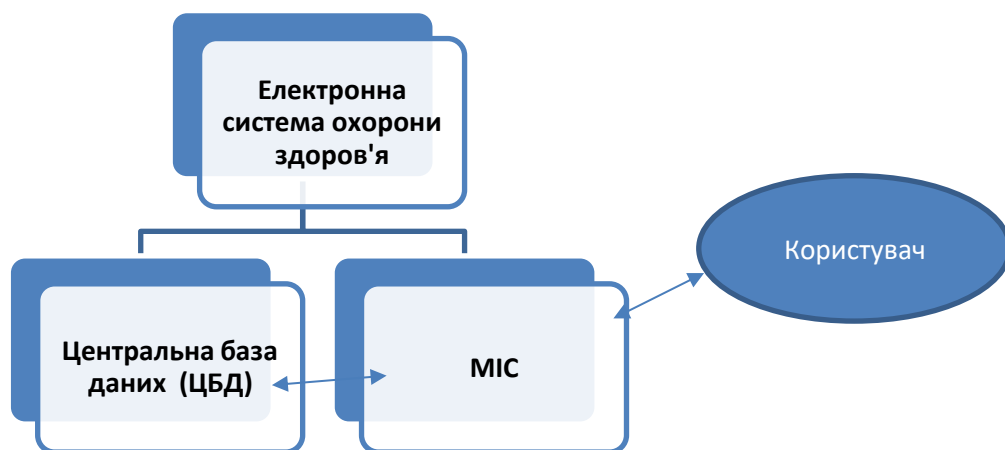 Електронна
система охорони
здоров'я
Користувач
Центральна база
даних (ЦБД)
МІС